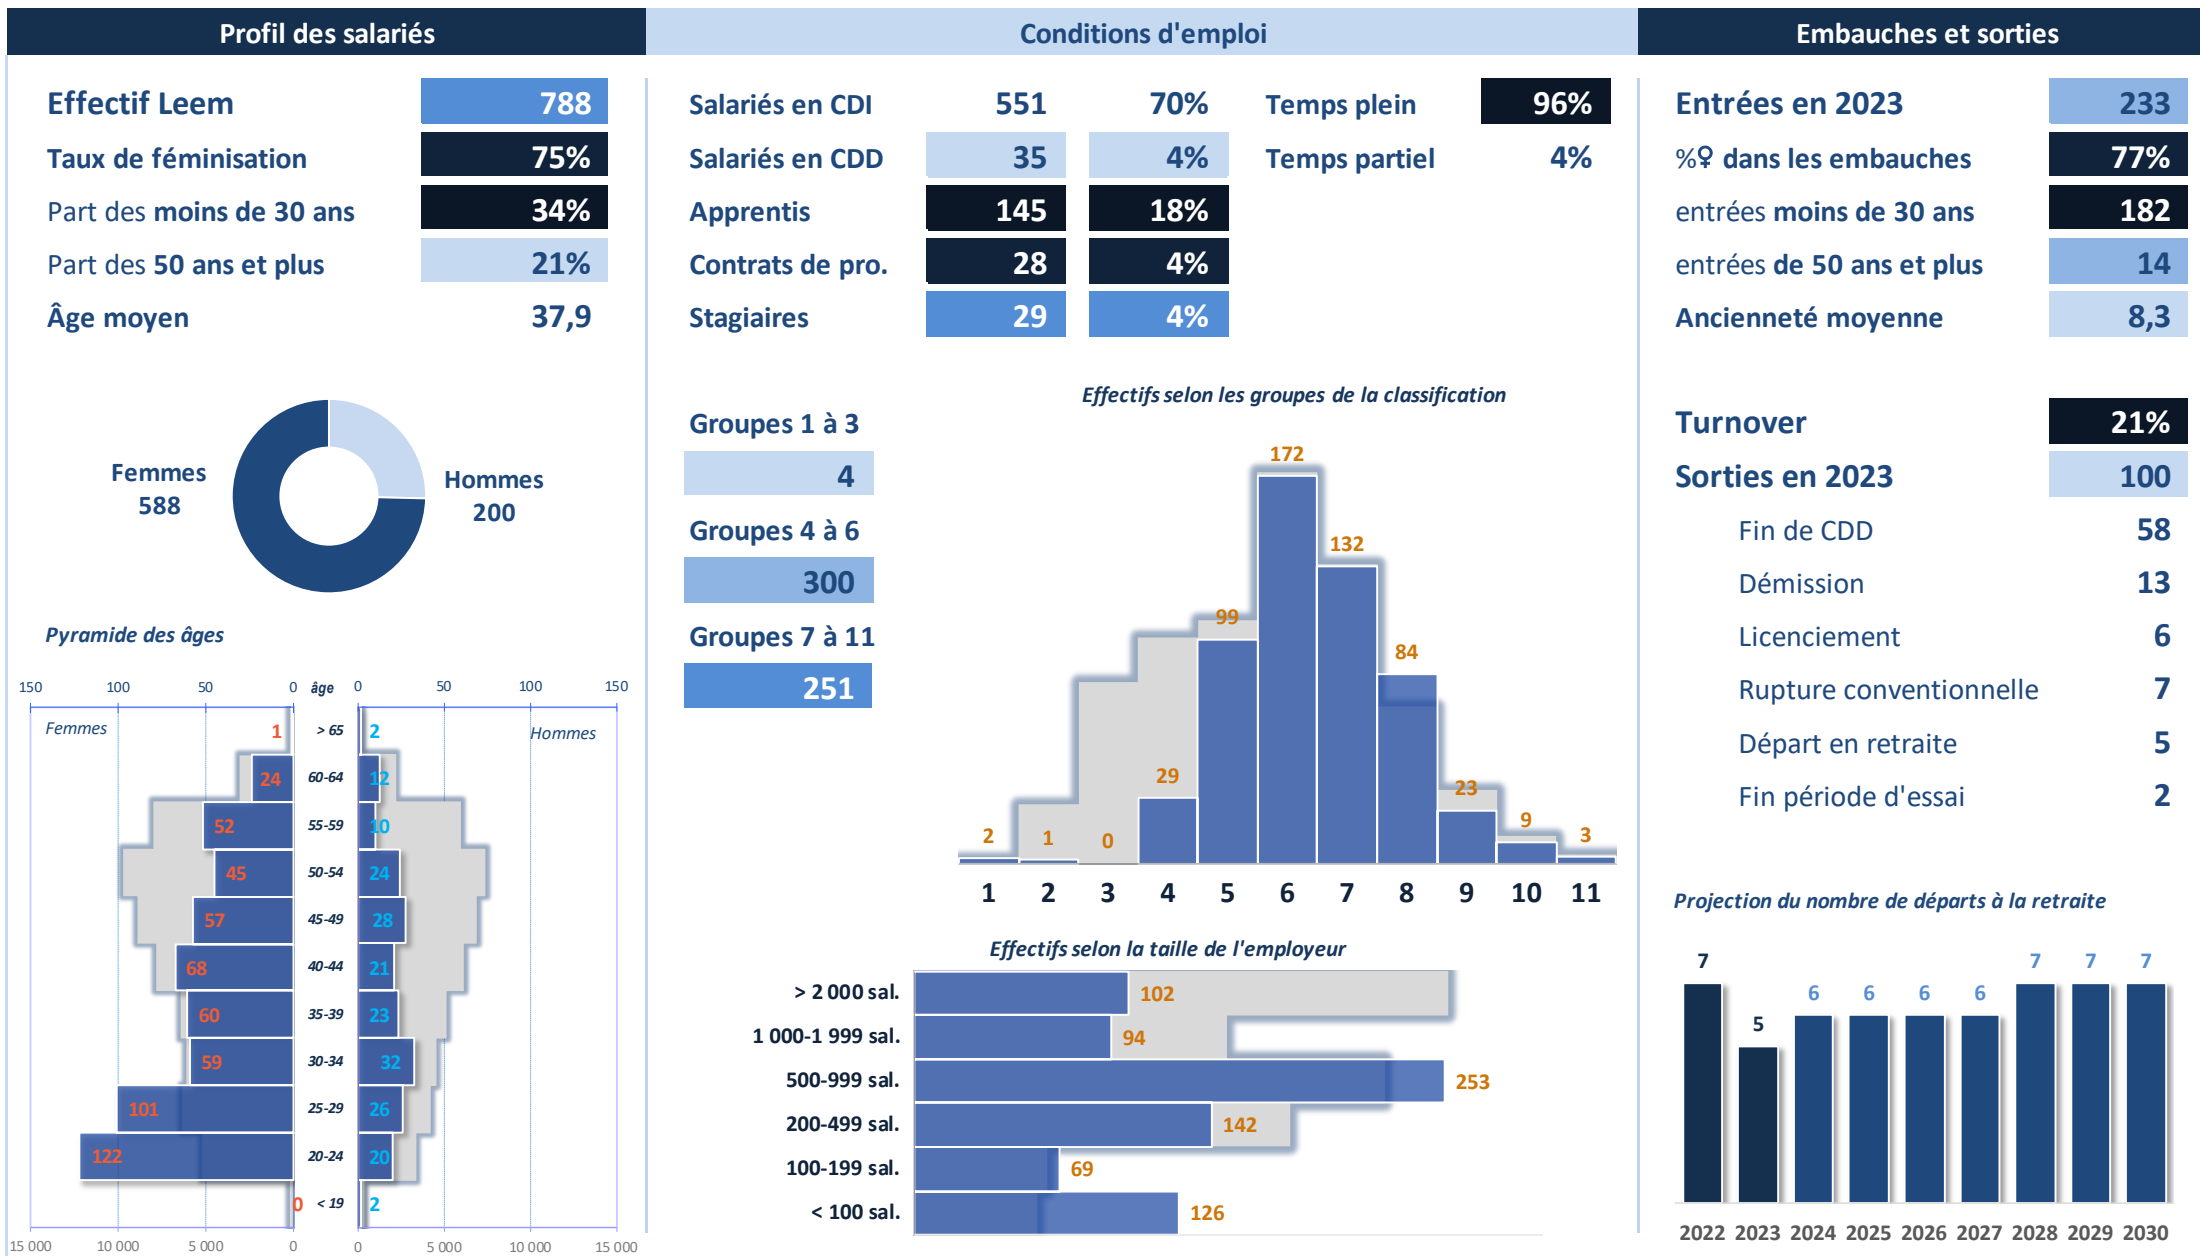 Profil des salariés
Effectif Leem 788
Taux de féminisation 75%
Part des moins de 30 ans 34%
Part des 50 ans et plus 21%
Âge moyen 37,9
Femmes
588
Hommes
200
Pyramide des âges
150 100 50 0 âge 0 50 100 150
Femmes Hommes
1 > 65 2
24 60-64 12
52 55-59 10
45 50-54 24
57 45-49 28
68 40-44 21
60 35-39 23
59 30-34 32
101 25-29 26
122 20-24 20
0 < 19 2
15 000 10 000 5 000 0 0 5 000 10 000 15 000
Conditions d'emploi
Salariés en CDI 551 70%
Salariés en CDD 35 4%
Apprentis 145 18%
Contrats de pro. 28 4%
Stagiaires 29 4%
Temps plein 96%
Temps partiel 4%
Groupes 1 à 3
4
Groupes 4 à 6
300
Groupes 7 à 11
251
Effectifs selon les groupes de la classification
2 1 0 29 99 172 132 84 23 9 3
1 2 3 4 5 6 7 8 9 10 11
Effectifs selon la taille de l'employeur
> 2 000 sal. 102
1 000-1 999 sal. 94
500-999 sal. 253
200-499 sal. 142
100-199 sal. 69
< 100 sal. 126
Embauches et sorties
Entrées en 2023 233
%♀ dans les embauches 77%
entrées moins de 30 ans 182
entrées de 50 ans et plus 14
Ancienneté moyenne 8,3
Turnover 21%
Sorties en 2023 100
Fin de CDD 58
Démission 13
Licenciement 6
Rupture conventionnelle 7
Départ en retraite 5
Fin période d'essai 2
Projection du nombre de départs à la retraite
7 5 6 6 6 6 7 7 7
2022 2023 2024 2025 2026 2027 2028 2029 2030